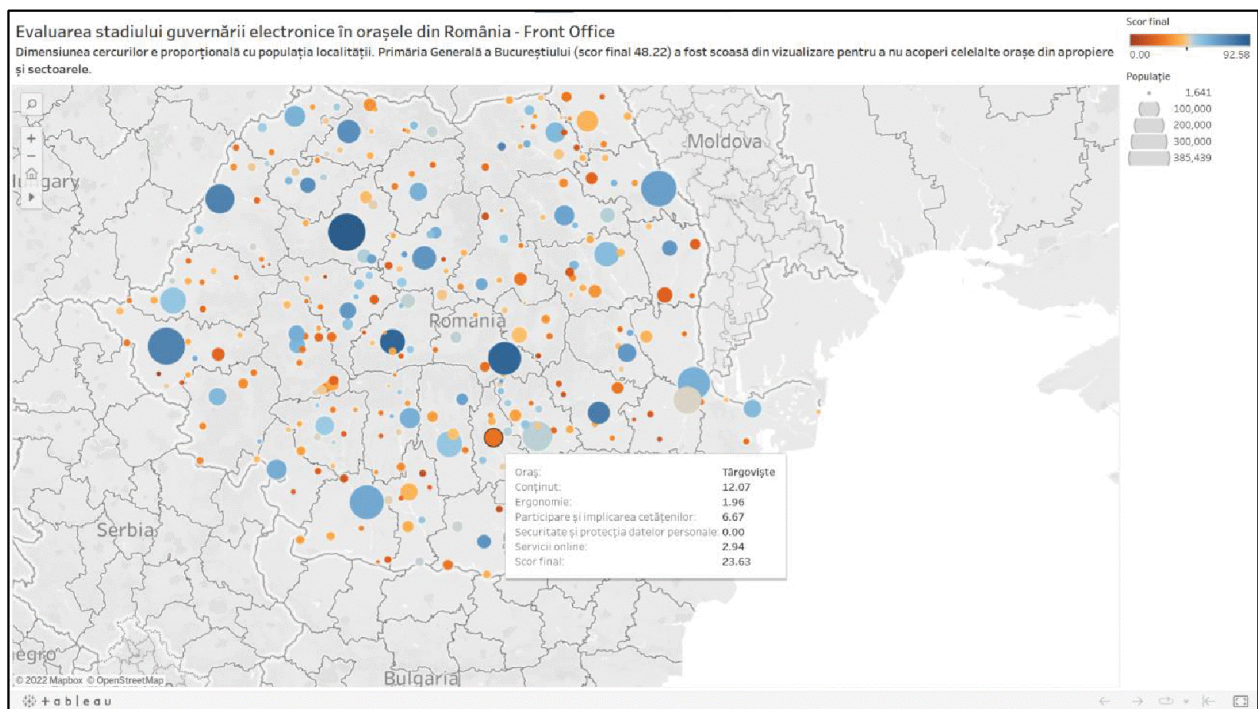 Evaluarea stadiului guvernării electronice în orașele din România - Front Office
Dimensiunea cercurilor e proporțională cu populația localității. Primăria Generală a Bucureștiului (scor final 48.22) a fost scoasă din vizualizare pentru a nu acoperi celelalte orașe din apropiere
și sectoarele.
Scor final
0.00 92.58
Populație
1,641
100,000
200,000
300,000
385,439
Moldova
România
Oraș: Târgoviște
Conținut: 12.07
Ergonomie: 1.96
Participare și implicarea cetățenilor: 6.67
Securitate și protecția datelor personale: 0.00
Servicii online: 2.94
Scor final: 23.63
Serbia
Bulgaria
© 2022 Mapbox © OpenStreetMap
+ableau